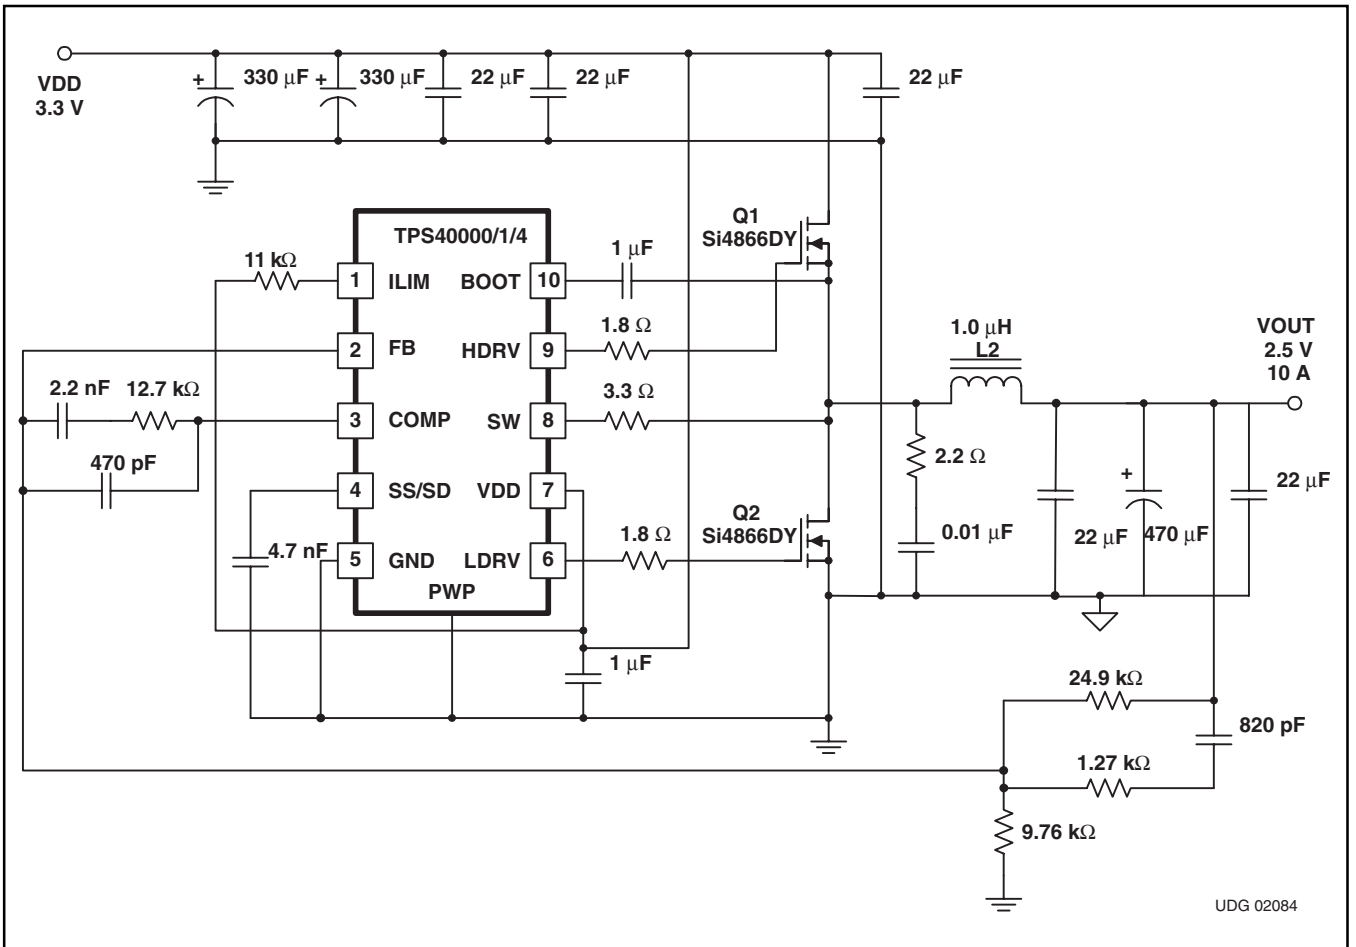 VDD
3.3 V
+
330 μF
+
330 μF
22 μF
22 μF
22 μF
TPS40000/1/4
11 kΩ
1
ILIM
BOOT
10
1 μF
Q1
Si4866DY
2
FB
HDRV
9
1.8 Ω
2.2 nF
12.7 kΩ
3
COMP
SW
8
3.3 Ω
470 pF
4
SS/SD
VDD
7
4.7 nF
5
GND
LDRV
6
1.8 Ω
Q2
Si4866DY
PWP
1 μF
1.0 μH
L2
VOUT
2.5 V
10 A
2.2 Ω
0.01 μF
22 μF
+
470 μF
22 μF
24.9 kΩ
820 pF
1.27 kΩ
9.76 kΩ
UDG 02084